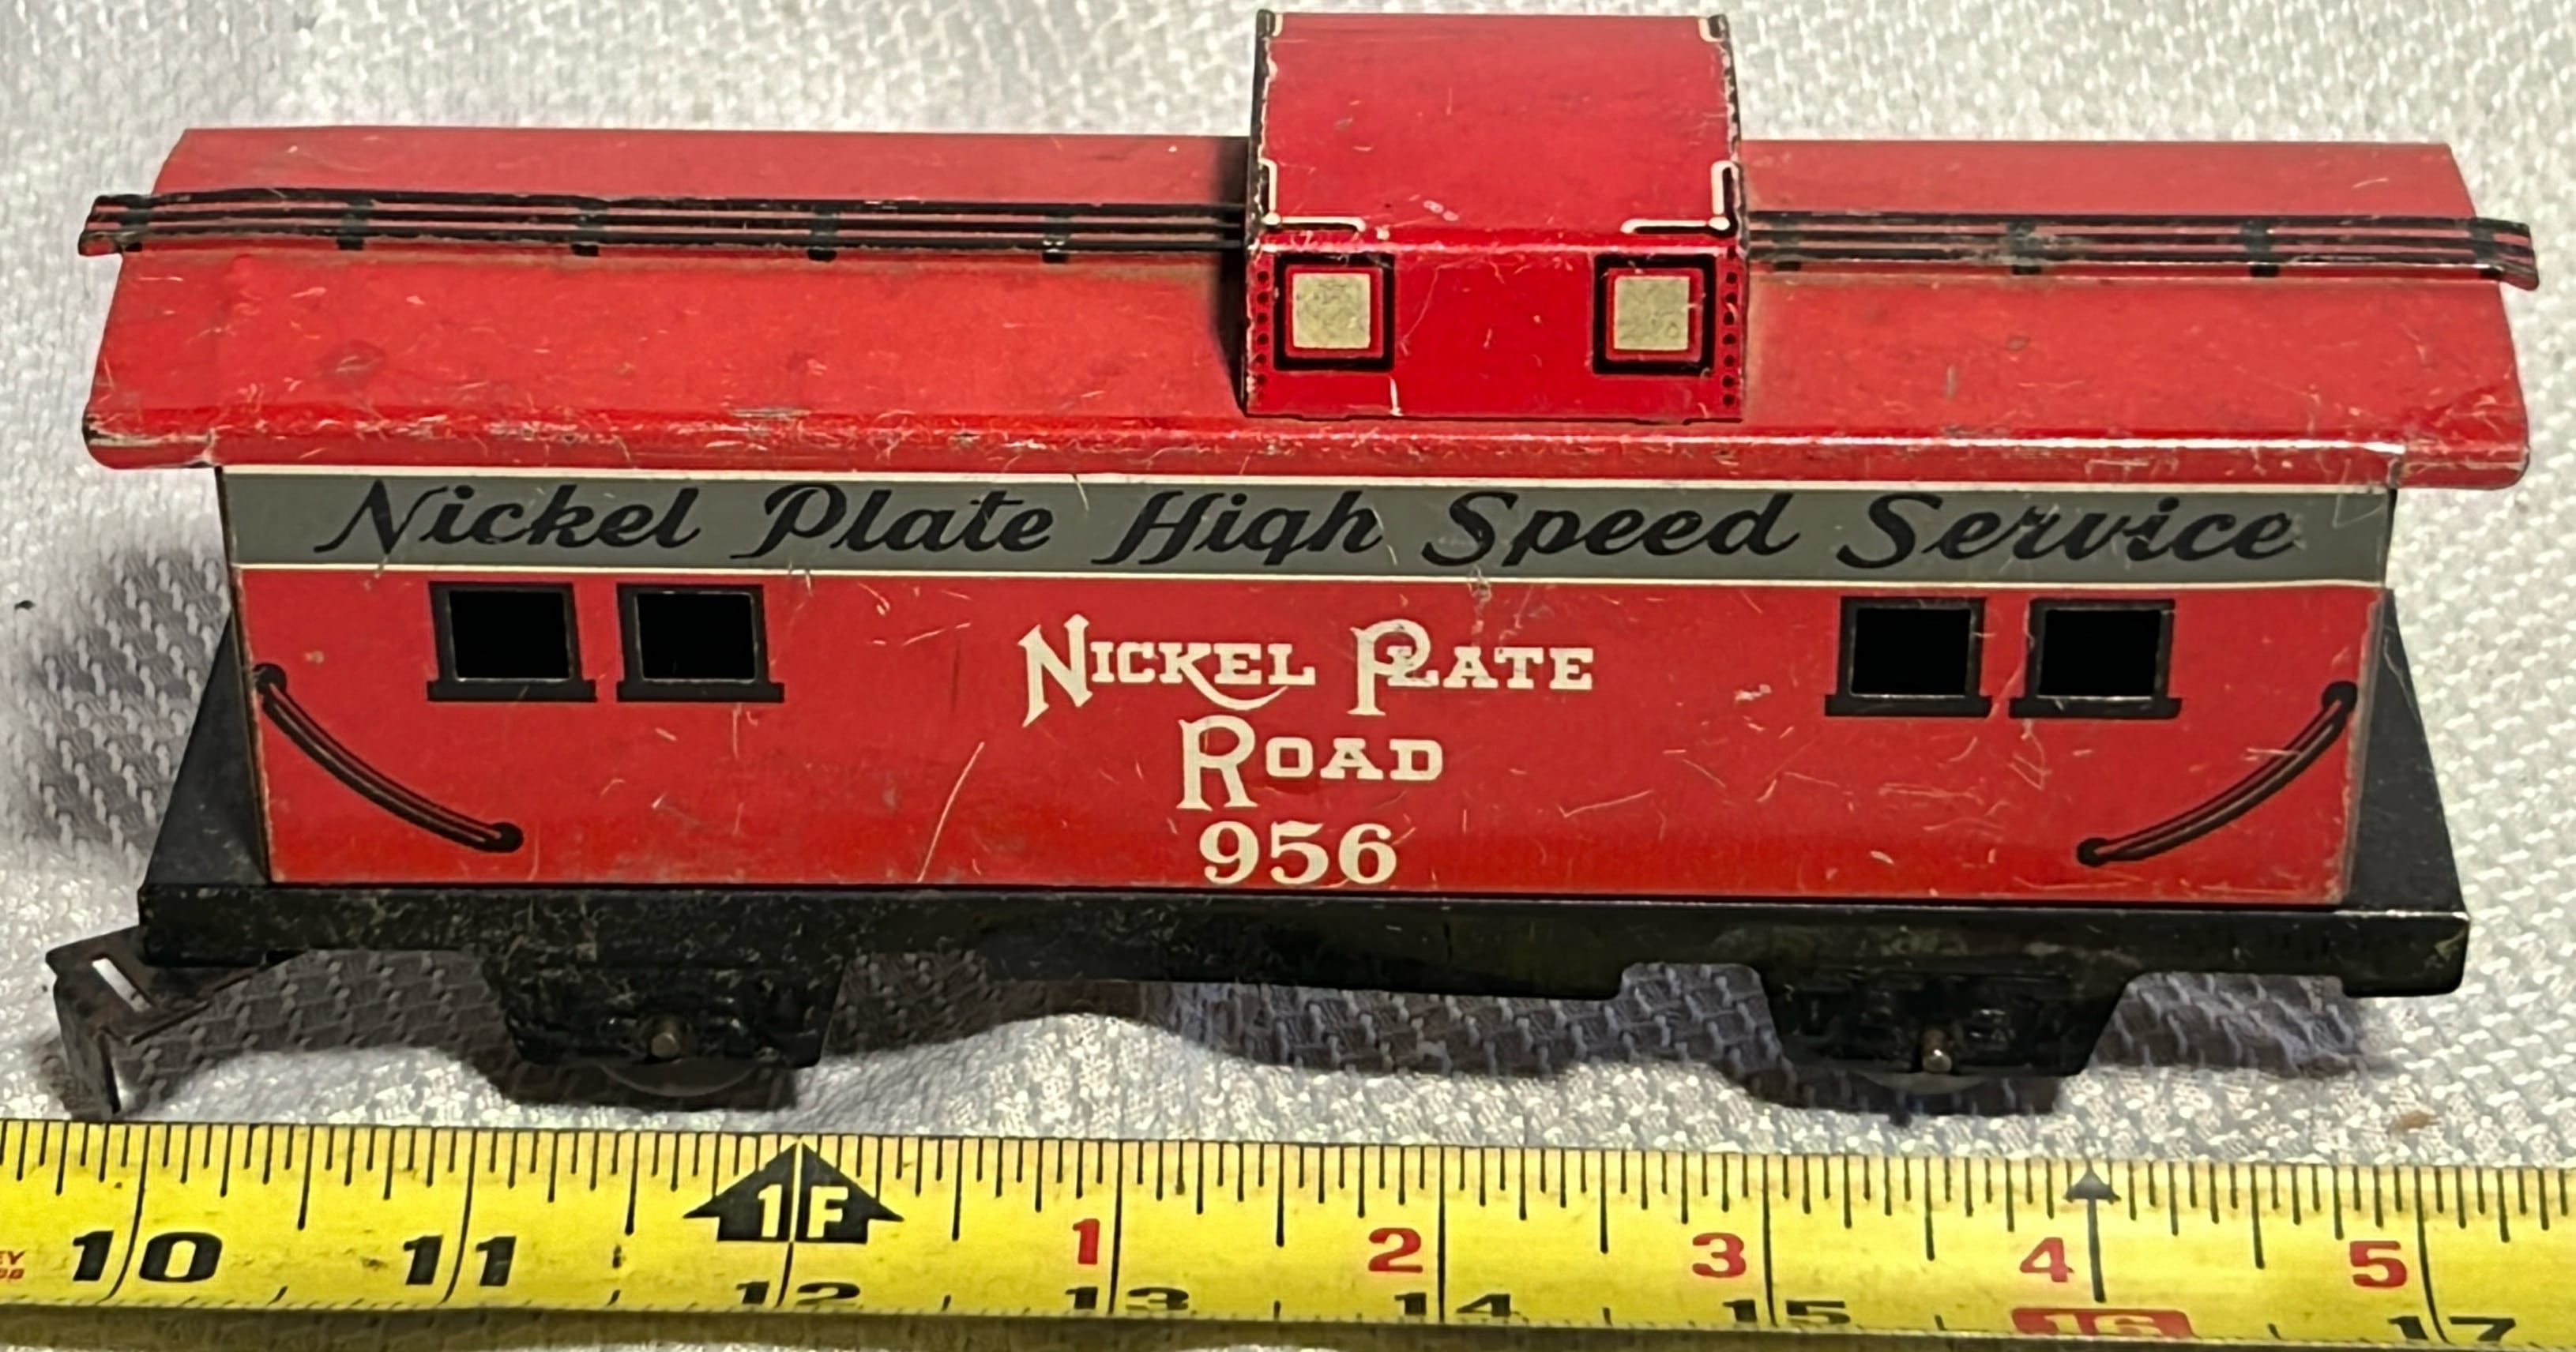 Nickel Plate High Speed Service
NICKEL PLATE
ROAD
956
10 11 1F 1 2 3 4 5
12 13 14 15 16 17